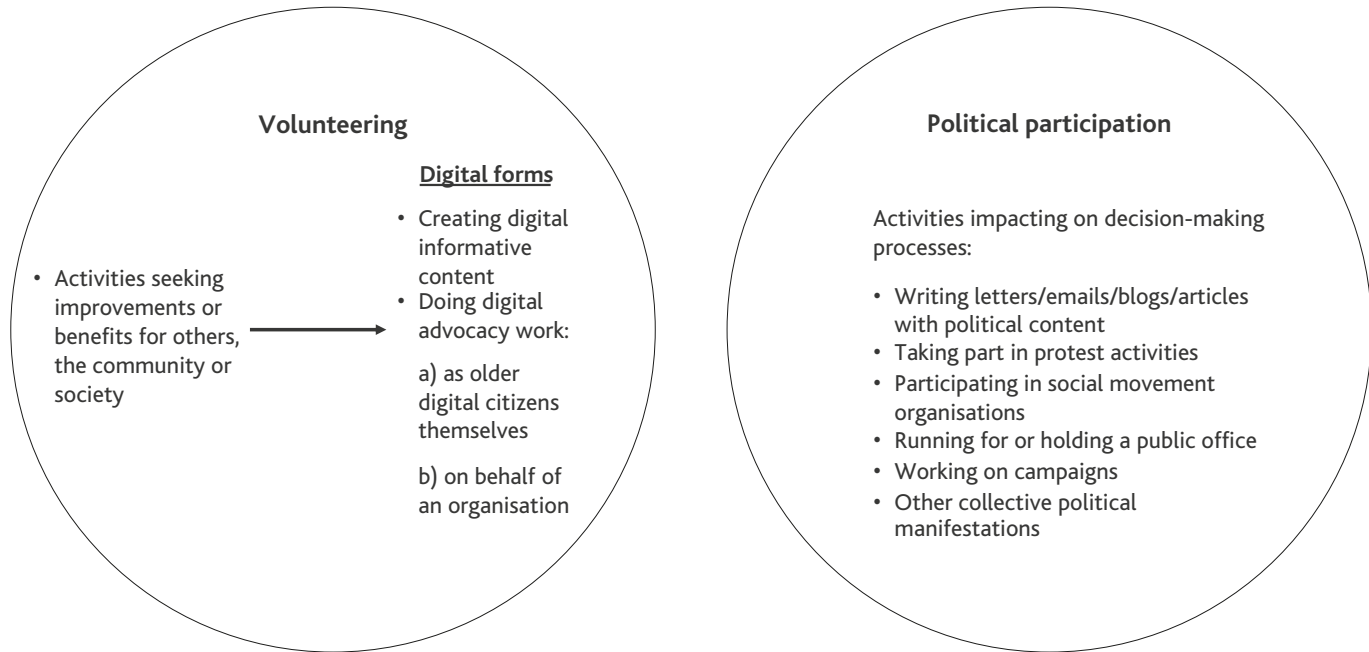 Volunteering
• Activities seeking
improvements or
benefits for others,
the community or
society
Digital forms
• Creating digital
informative
content
• Doing digital
advocacy work:
a) as older
digital citizens
themselves
b) on behalf of
an organisation
Political participation
Activities impacting on decision-making
processes:
• Writing letters/emails/blogs/articles
with political content
• Taking part in protest activities
• Participating in social movement
organisations
• Running for or holding a public office
• Working on campaigns
• Other collective political
manifestations